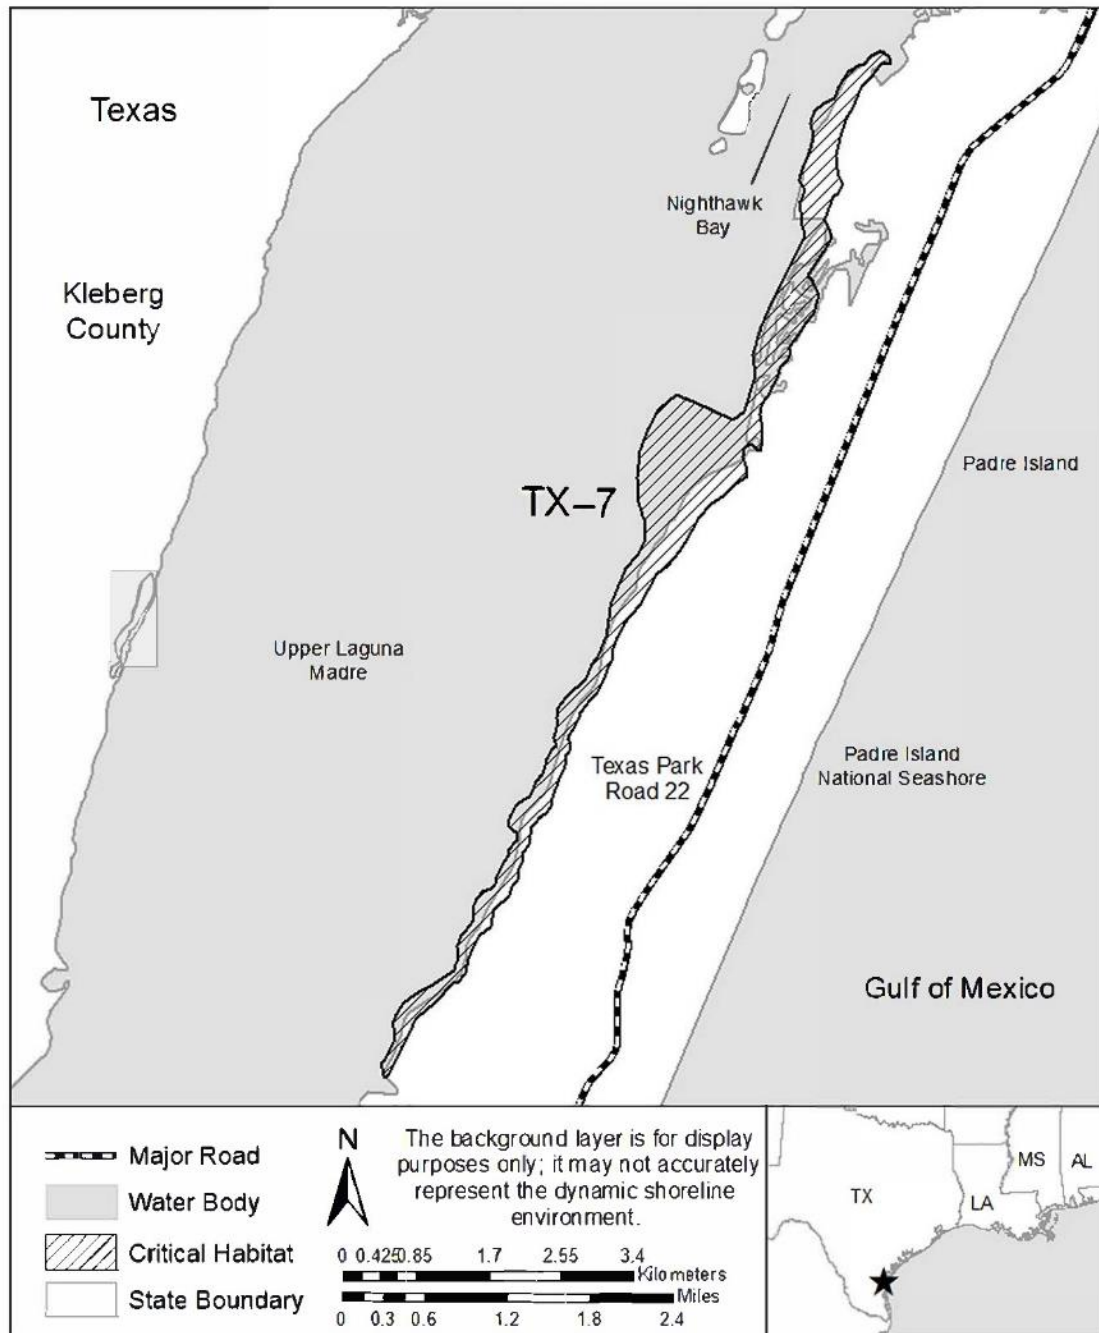 Texas
Nighthawk
Bay
Kleberg
County
Padre Island
TX–7
Upper Laguna
Madre
Texas Park
Road 22
Padre Island
National Seashore
Gulf of Mexico
Major Road
Water Body
Critical Habitat
State Boundary
N
The background layer is for display
purposes only; it may not accurately
represent the dynamic shoreline
environment.
0 0.425 0.85 1.7 2.55 3.4
Kilometers
Miles
0 0.3 0.6 1.2 1.8 2.4
TX
LA
MS
AL